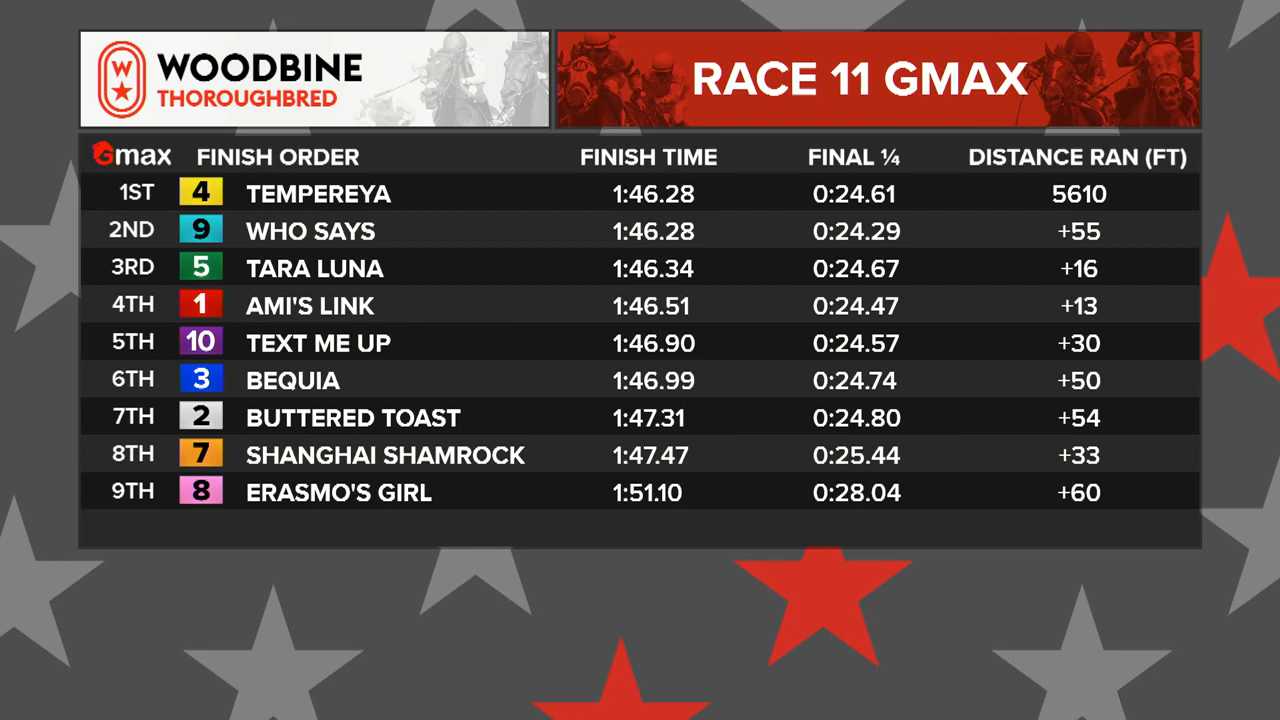 W
WOODBINE
THOROUGHBRED
RACE 11 GMAX
Gmax FINISH ORDER FINISH TIME FINAL ¼ DISTANCE RAN (FT)
1ST 4 TEMPEREYA 1:46.28 0:24.61 5610
2ND 9 WHO SAYS 1:46.28 0:24.29 +55
3RD 5 TARA LUNA 1:46.34 0:24.67 +16
4TH 1 AMI'S LINK 1:46.51 0:24.47 +13
5TH 10 TEXT ME UP 1:46.90 0:24.57 +30
6TH 3 BEQUIA 1:46.99 0:24.74 +50
7TH 2 BUTTERED TOAST 1:47.31 0:24.80 +54
8TH 7 SHANGHAI SHAMROCK 1:47.47 0:25.44 +33
9TH 8 ERASMO'S GIRL 1:51.10 0:28.04 +60